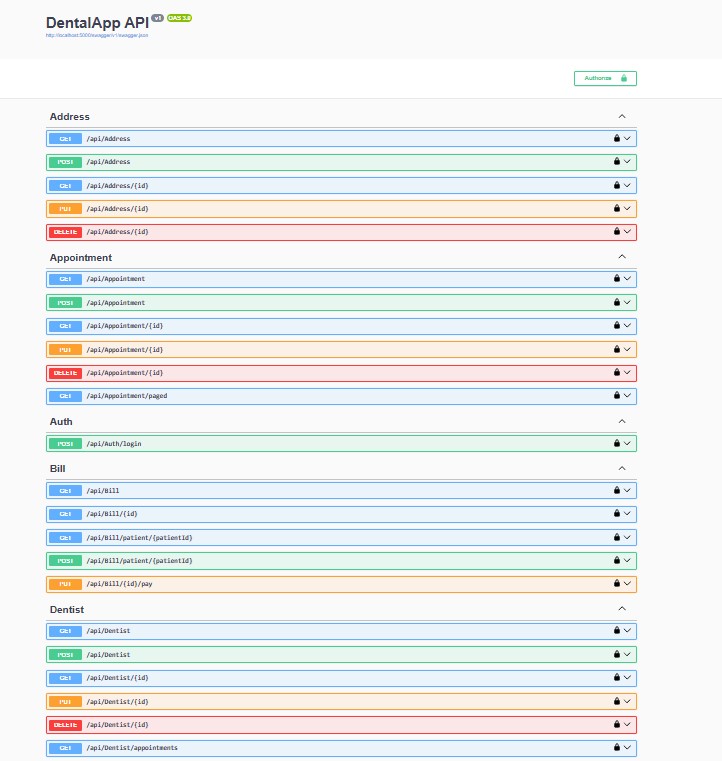 DentalApp API v1 OAS 3.0
http://localhost:5000/swagger/v1/swagger.json
Authorize
Address
GET /api/Address
POST /api/Address
GET /api/Address/{id}
PUT /api/Address/{id}
DELETE /api/Address/{id}
Appointment
GET /api/Appointment
POST /api/Appointment
GET /api/Appointment/{id}
PUT /api/Appointment/{id}
DELETE /api/Appointment/{id}
GET /api/Appointment/paged
Auth
POST /api/Auth/login
Bill
GET /api/Bill
GET /api/Bill/{id}
GET /api/Bill/patient/{patientId}
POST /api/Bill/patient/{patientId}
PUT /api/Bill/{id}/pay
Dentist
GET /api/Dentist
POST /api/Dentist
GET /api/Dentist/{id}
PUT /api/Dentist/{id}
DELETE /api/Dentist/{id}
GET /api/Dentist/appointments